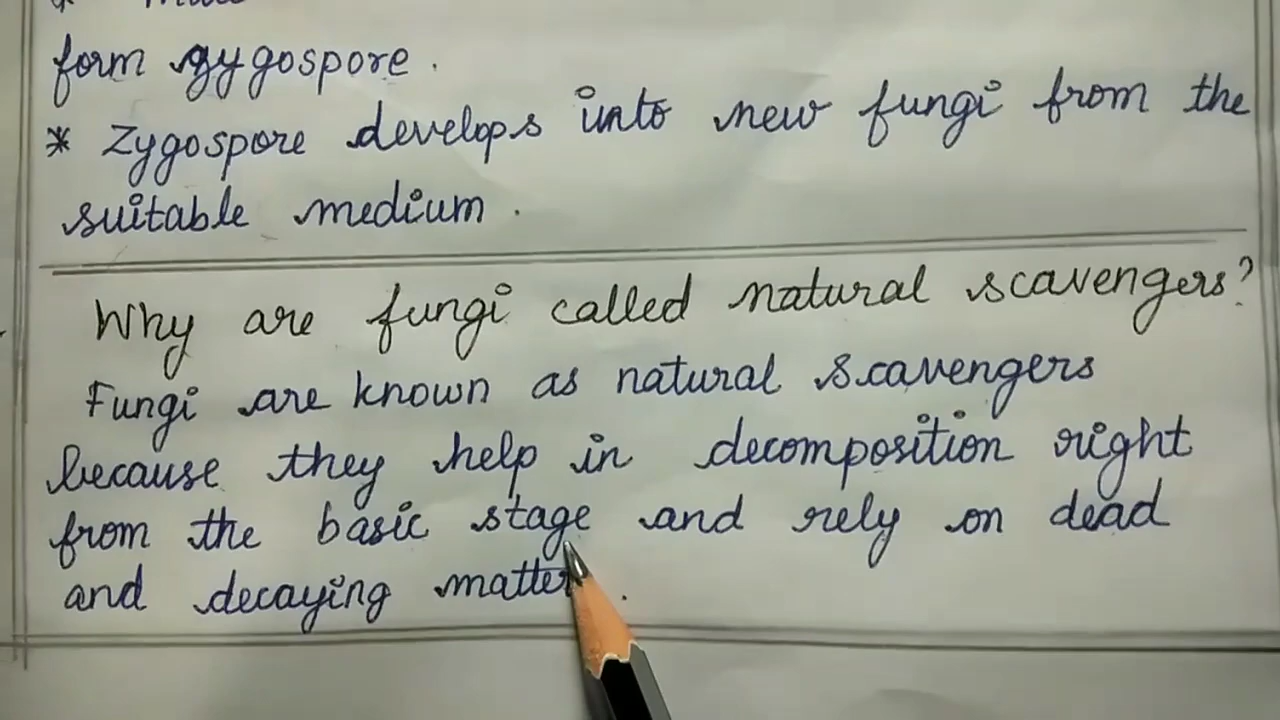 form zygospore.
* Zygospore develops into new fungi from the
suitable medium.
Why are fungi called natural scavengers?
Fungi are known as natural scavengers
because they help in decomposition right
from the basic stage and rely on dead
and decaying matter.